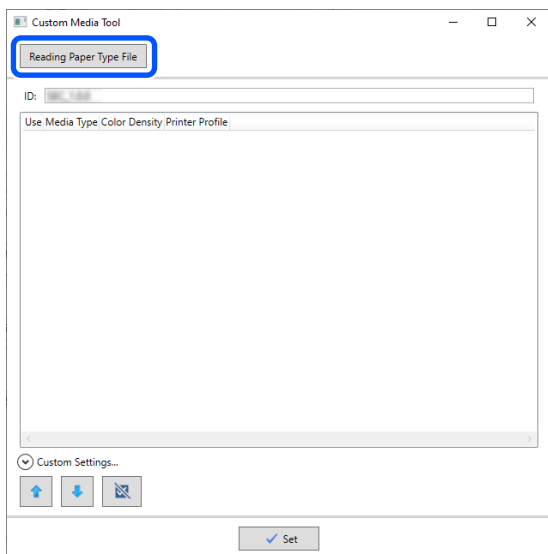 Custom Media Tool
Reading Paper Type File
ID:
Use Media Type Color Density Printer Profile
Custom Settings...
Set